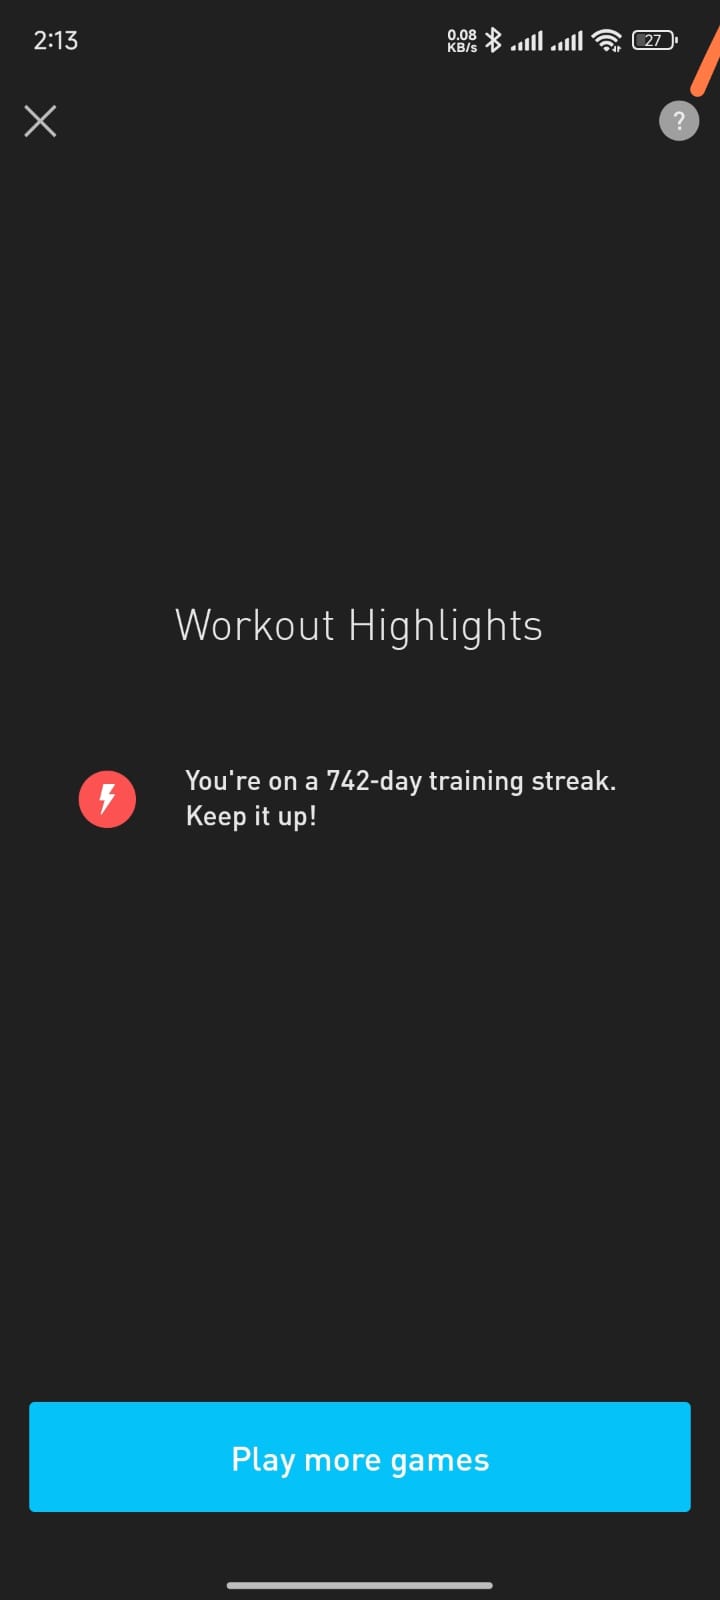 2:13
0.08
KB/s
27
?
Workout Highlights
You're on a 742-day training streak.
Keep it up!
Play more games